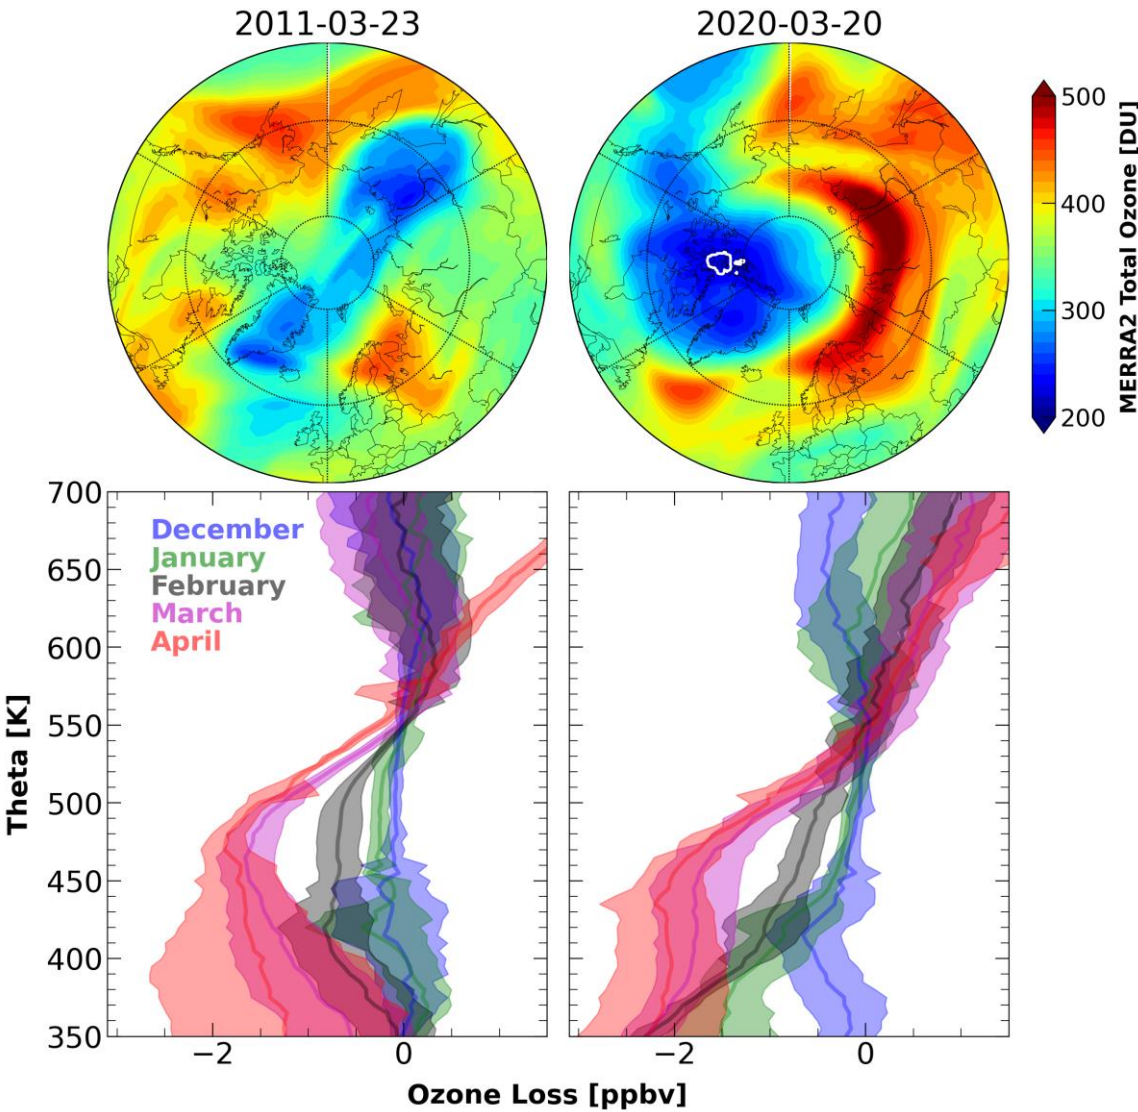 2011-03-23
2020-03-20
500
400
300
200
MERRA2 Total Ozone [DU]
700
650
600
550
500
450
400
350
Theta [K]
December
January
February
March
April
−2
0
−2
0
Ozone Loss [ppbv]